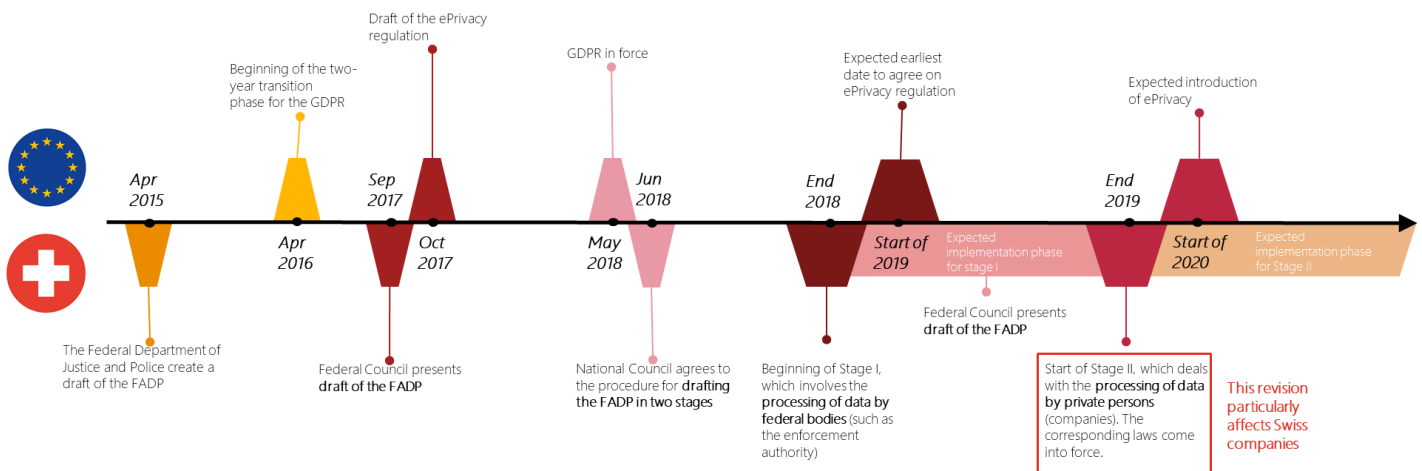 Draft of the ePrivacy
regulation
Beginning of the two-
year transition
phase for the GDPR
GDPR in force
Expected earliest
date to agree on
ePrivacy regulation
Expected introduction
of ePrivacy
Apr
2015
Apr
2016
Sep
2017
Oct
2017
May
2018
Jun
2018
End
2018
Start of
2019
Expected
implementation phase
for stage I
End
2019
Start of
2020
Expected
implementation phase
for Stage II
The Federal Department of
Justice and Police create a
draft of the FADP
Federal Council presents
draft of the FADP
National Council agrees to
the procedure for drafting
the FADP in two stages
Beginning of Stage I,
which involves the
processing of data by
federal bodies (such as
the enforcement
authority)
Federal Council presents
draft of the FADP
Start of Stage II, which deals
with the processing of data
by private persons
(companies). The
corresponding laws come
into force.
This revision
particularly
affects Swiss
companies